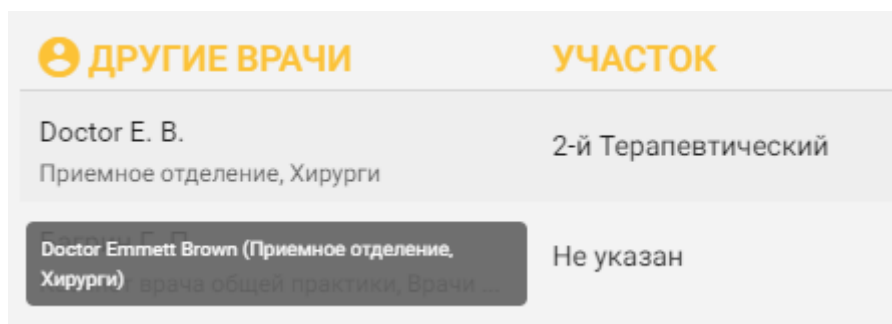 ДРУГИЕ ВРАЧИ
УЧАСТОК
Doctor E. B.
Приемное отделение, Хирурги
2-й Терапевтический
Doctor Emmett Brown (Приемное отделение,
Хирурги)
врача общей практики, Врачи ...
Не указан